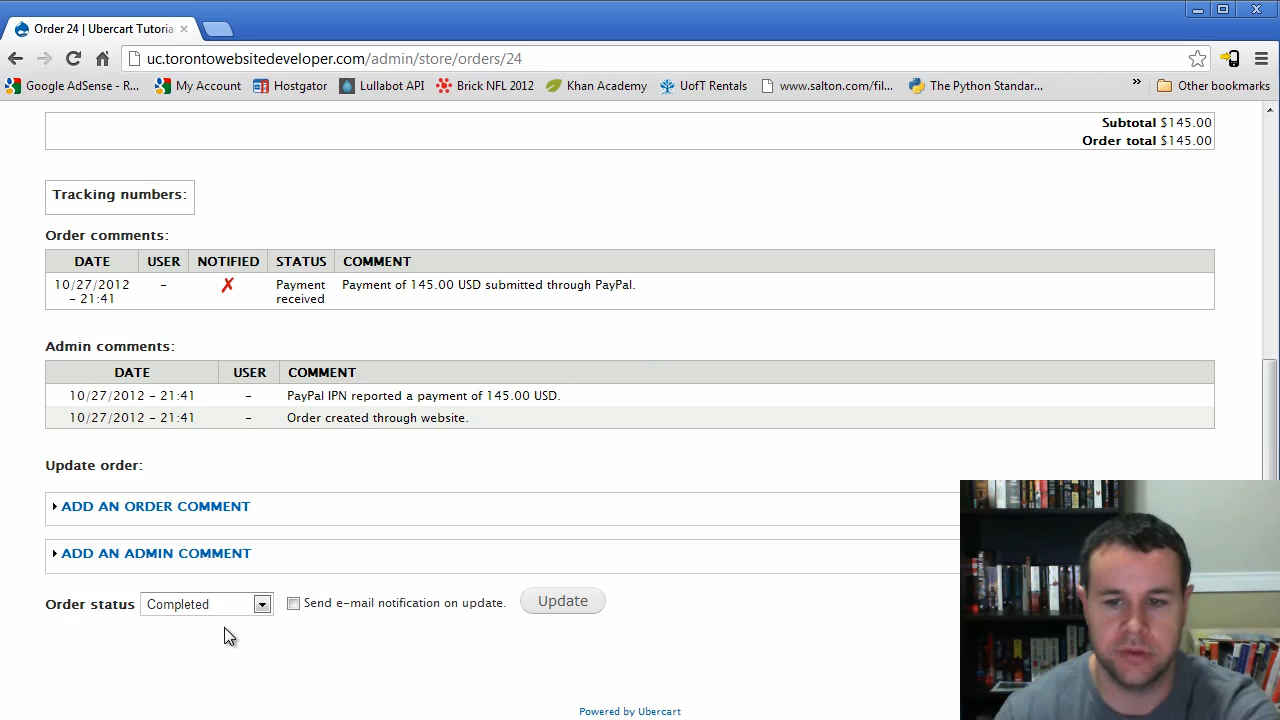 Order 24 | Ubercart Tutoria
uc.torontowebsitedeveloper.com/admin/store/orders/24
Google AdSense - R... My Account Hostgator Lullabot API Brick NFL 2012 Khan Academy UofT Rentals www.salton.com/fil... The Python Standar... » Other bookmarks
Subtotal $145.00
Order total $145.00
Tracking numbers:
Order comments:
DATE USER NOTIFIED STATUS COMMENT
10/27/2012 - ✗ Payment Payment of 145.00 USD submitted through PayPal.
- 21:41 received
Admin comments:
DATE USER COMMENT
10/27/2012 - 21:41 - PayPal IPN reported a payment of 145.00 USD.
10/27/2012 - 21:41 - Order created through website.
Update order:
ADD AN ORDER COMMENT
ADD AN ADMIN COMMENT
Order status Completed Send e-mail notification on update. Update
Powered by Ubercart